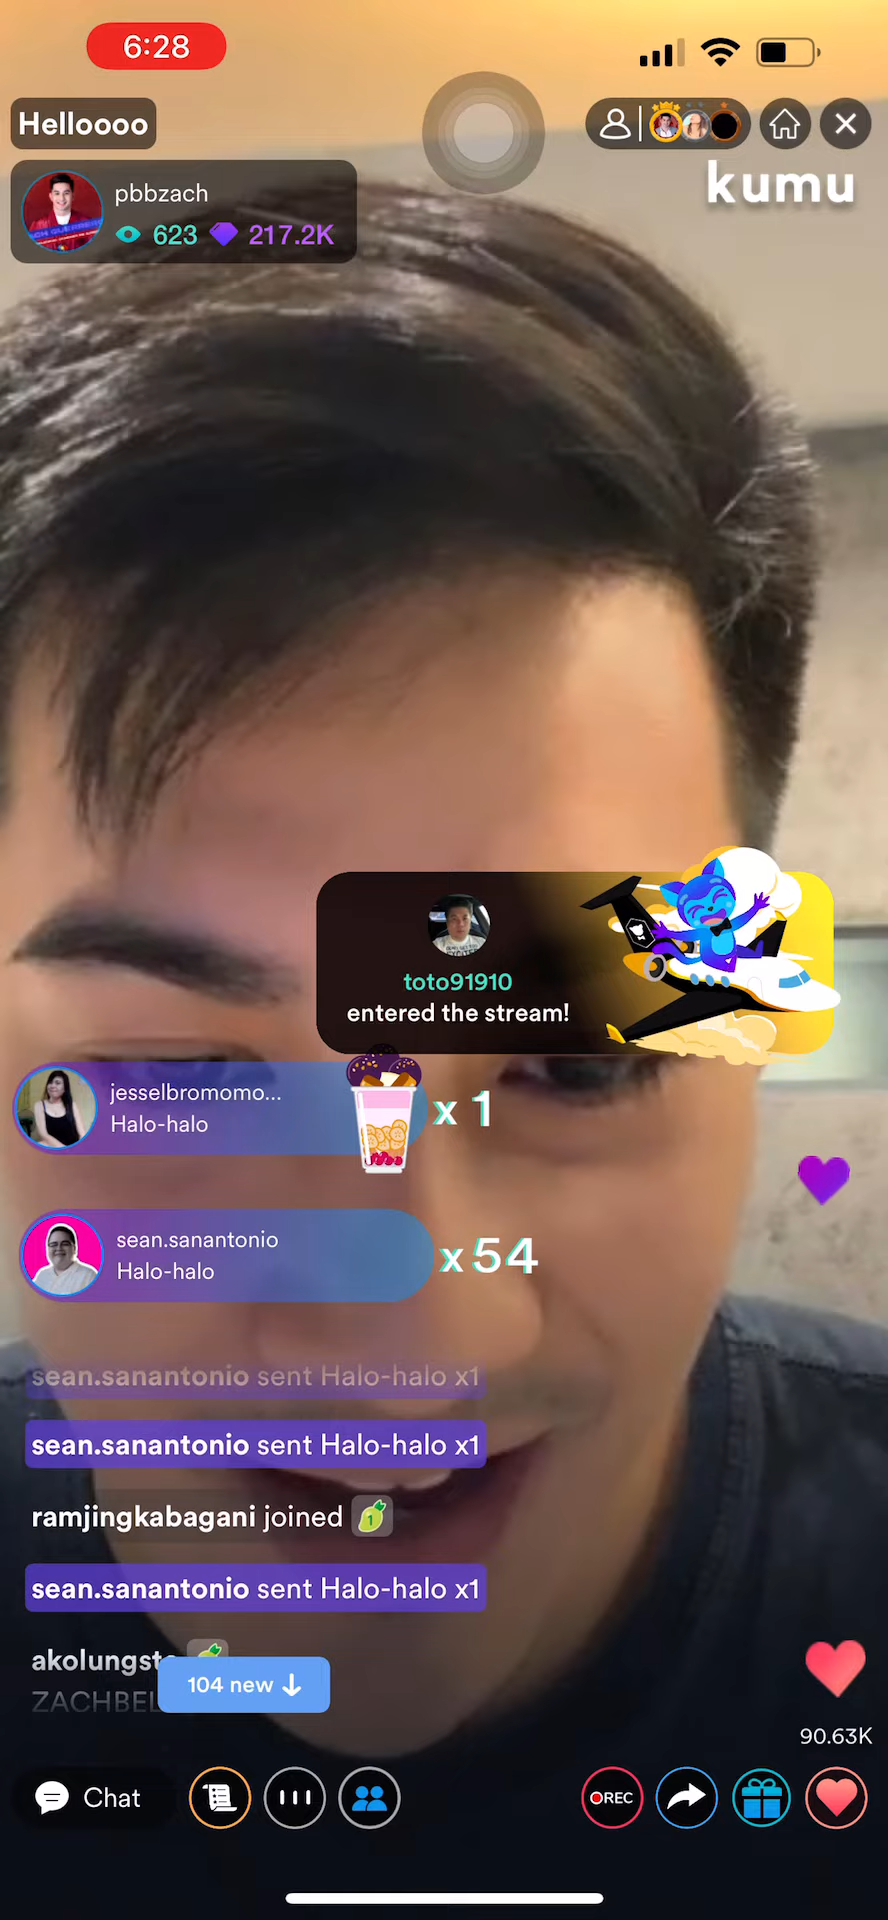 6:28
Helloooo
kumu
pbbzach
623 217.2K
toto91910
entered the stream!
jesselbromomo...
Halo-halo
x 1
sean.sanantonio
Halo-halo
x54
sean.sanantonio sent Halo-halo x1
sean.sanantonio sent Halo-halo x1
ramjingkabagani joined 1
sean.sanantonio sent Halo-halo x1
104 new
90.63K
Chat
REC